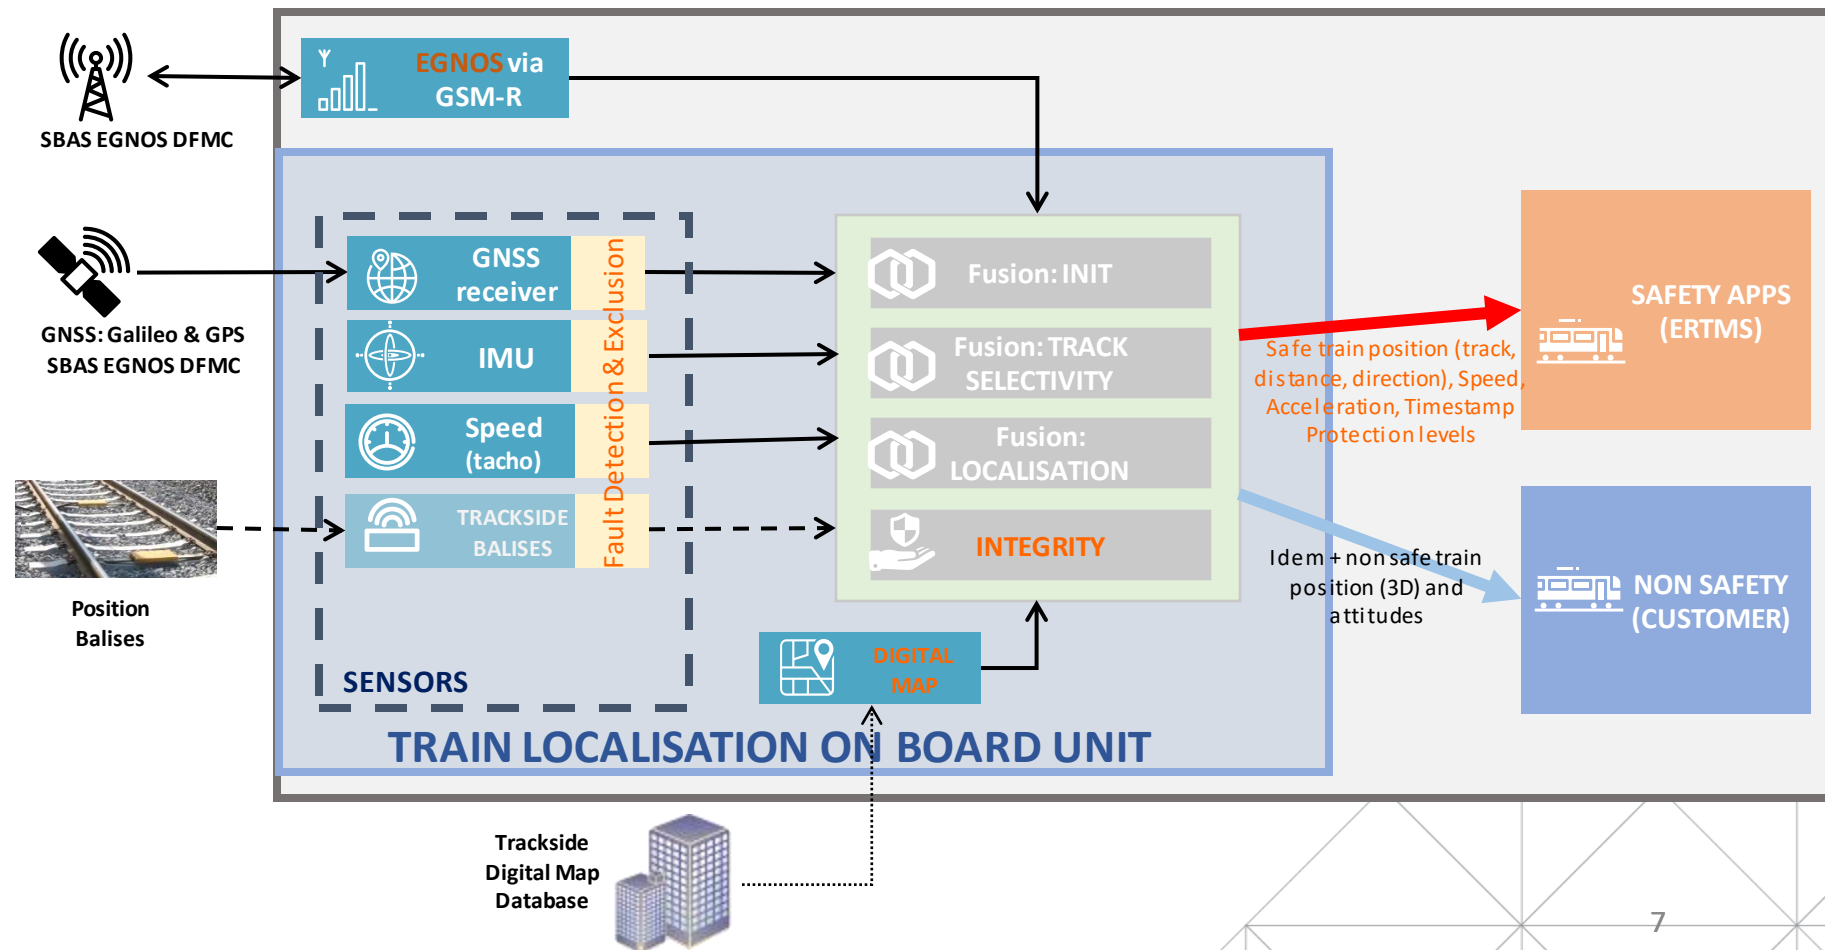 EGNOS via
GSM-R
SBAS EGNOS DFMC
GNSS: Galileo & GPS
SBAS EGNOS DFMC
Position
Balises
GNSS
receiver
IMU
Speed
(tacho)
TRACKSIDE
BALISES
Fault Detection & Exclusion
SENSORS
Fusion: INIT
Fusion: TRACK
SELECTIVITY
Fusion:
LOCALISATION
INTEGRITY
DIGITAL
MAP
TRAIN LOCALISATION ON BOARD UNIT
Safe train position (track,
distance, direction), Speed,
Acceleration, Timestamp
Protection levels
Idem + non safe train
position (3D) and
attitudes
SAFETY APPS
(ERTMS)
NON SAFETY
(CUSTOMER)
Trackside
Digital Map
Database
7